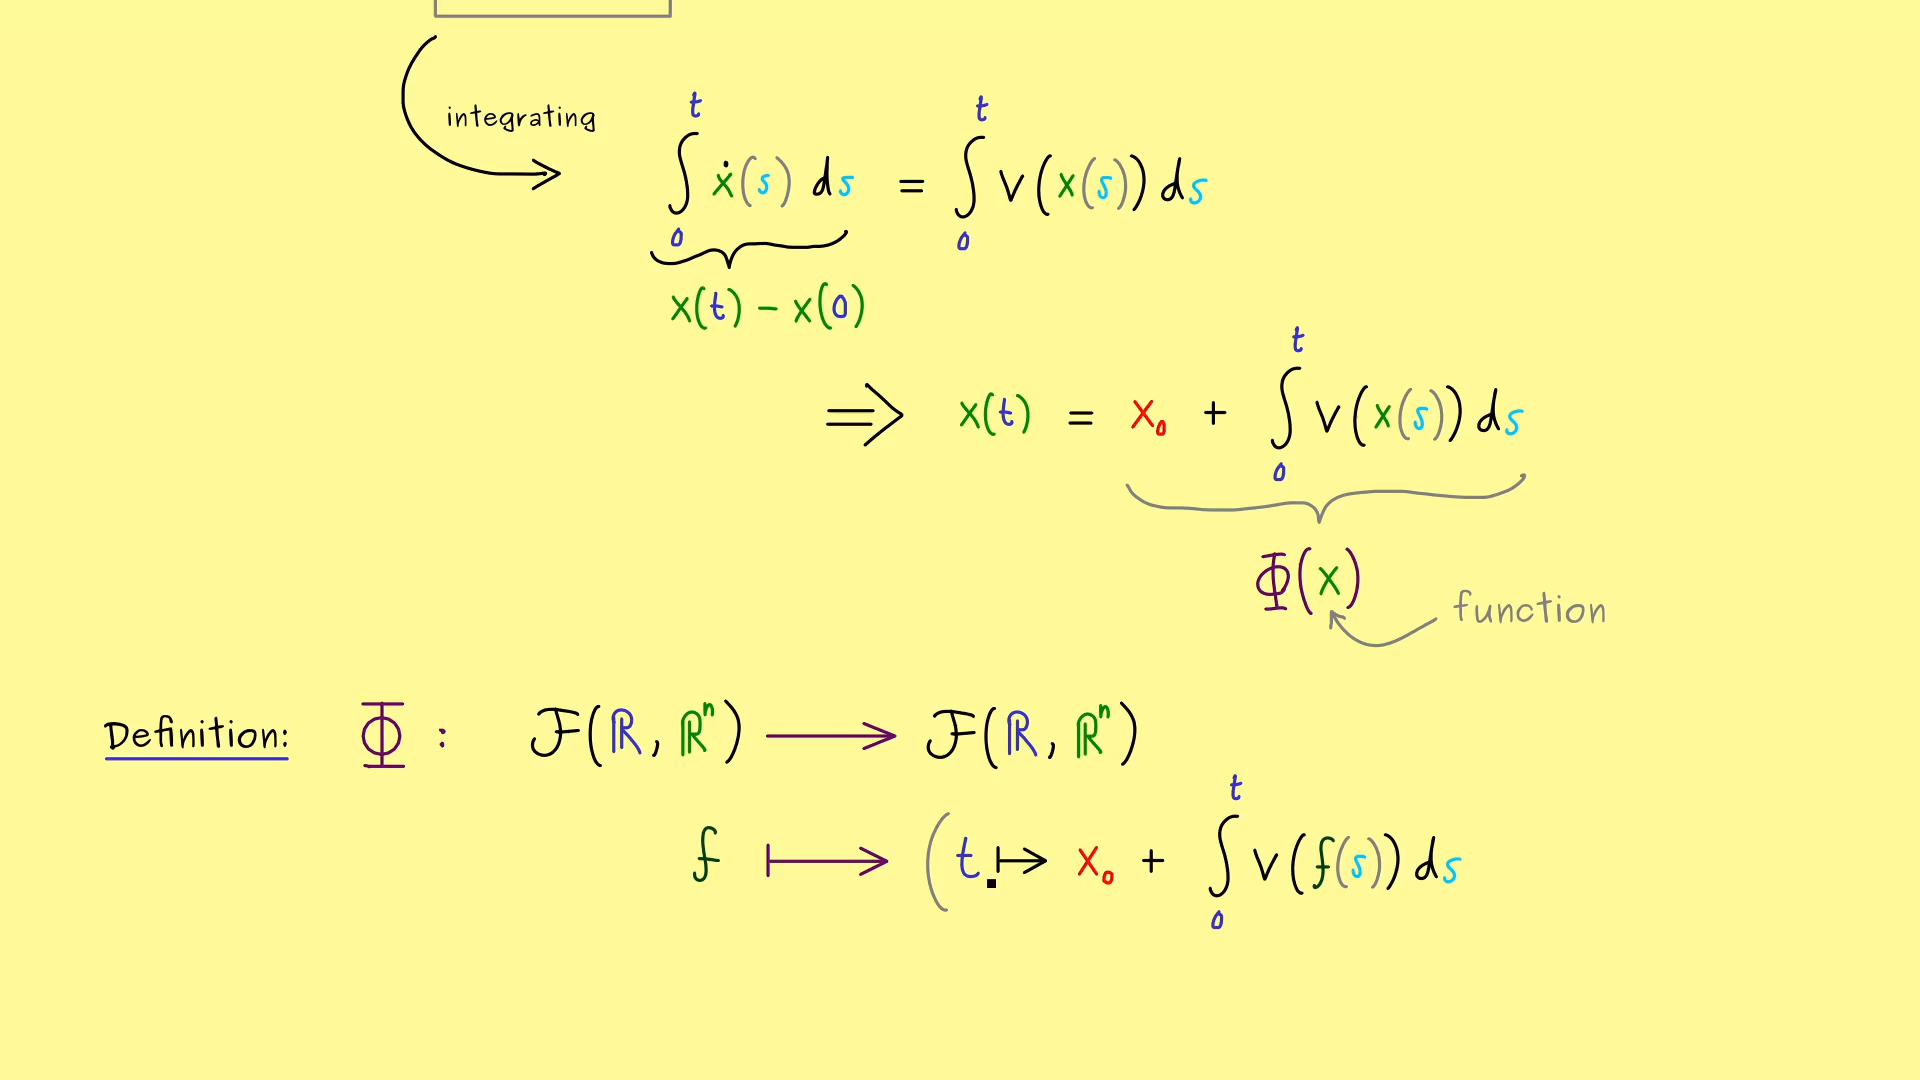 integrating
∫₀ᵗ ẋ(s) ds = ∫₀ᵗ v(x(s)) ds
x(t) − x(0)
⟹ x(t) = x₀ + ∫₀ᵗ v(x(s)) ds
Φ(x)
function
Definition: Φ : ℱ(ℝ, ℝⁿ) ⟶ ℱ(ℝ, ℝⁿ)
f ⟼ (t ↦ x₀ + ∫₀ᵗ v(f(s)) ds